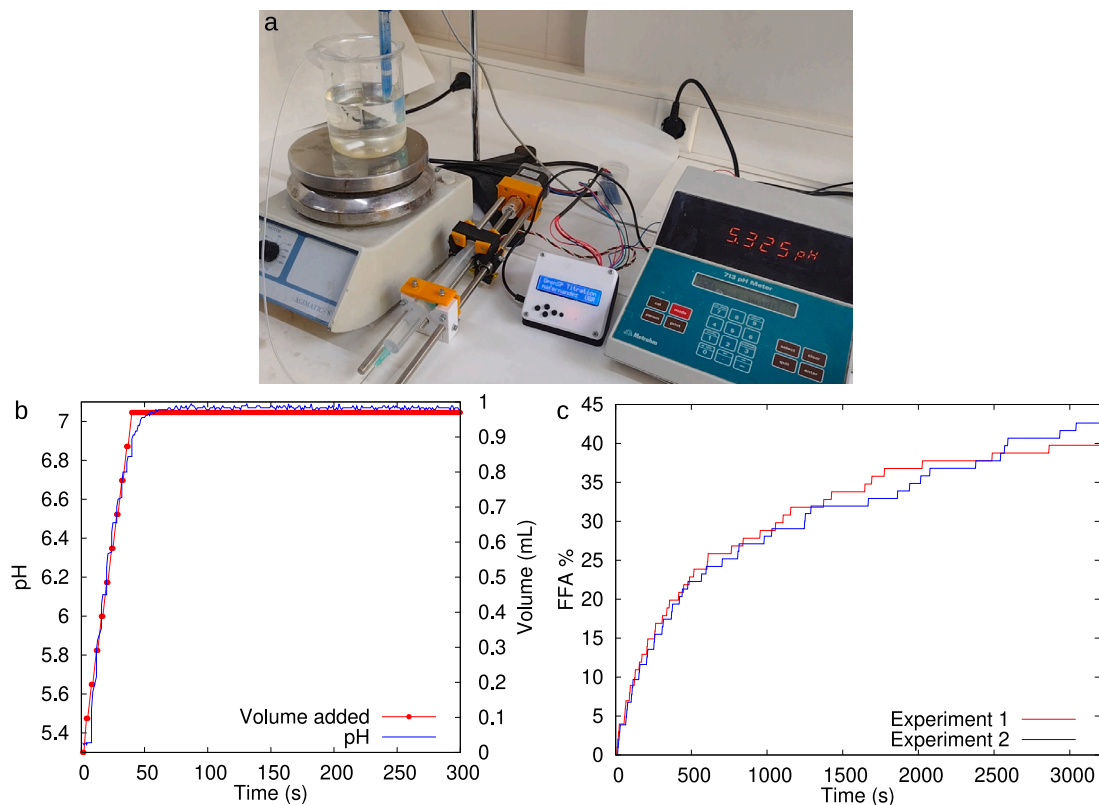 a
OpenSP Titration
5.325 pH
713 pH Meter
Metrohm
AGIMATIC-N
b
7
6.8
6.6
6.4
6.2
6
5.8
5.6
5.4
pH
1
0.9
0.8
0.7
0.6
0.5
0.4
0.3
0.2
0.1
0
Volume (mL)
Volume added
pH
0 50 100 150 200 250 300
Time (s)
c
45
40
35
30
25
20
15
10
5
0
FFA %
Experiment 1
Experiment 2
0 500 1000 1500 2000 2500 3000
Time (s)